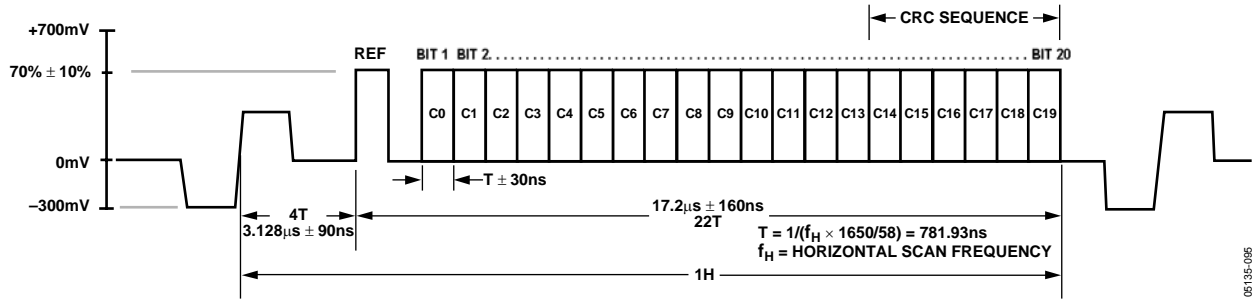 CRC SEQUENCE
+700mV
REF
BIT 1 BIT 2.......................................................................BIT 20
70% ± 10%
C0 C1 C2 C3 C4 C5 C6 C7 C8 C9 C10 C11 C12 C13 C14 C15 C16 C17 C18 C19
0mV
T ± 30ns
–300mV
4T
3.128μs ± 90ns
17.2μs ± 160ns
22T
T = 1/(fH × 1650/58) = 781.93ns
fH = HORIZONTAL SCAN FREQUENCY
1H
05135-095